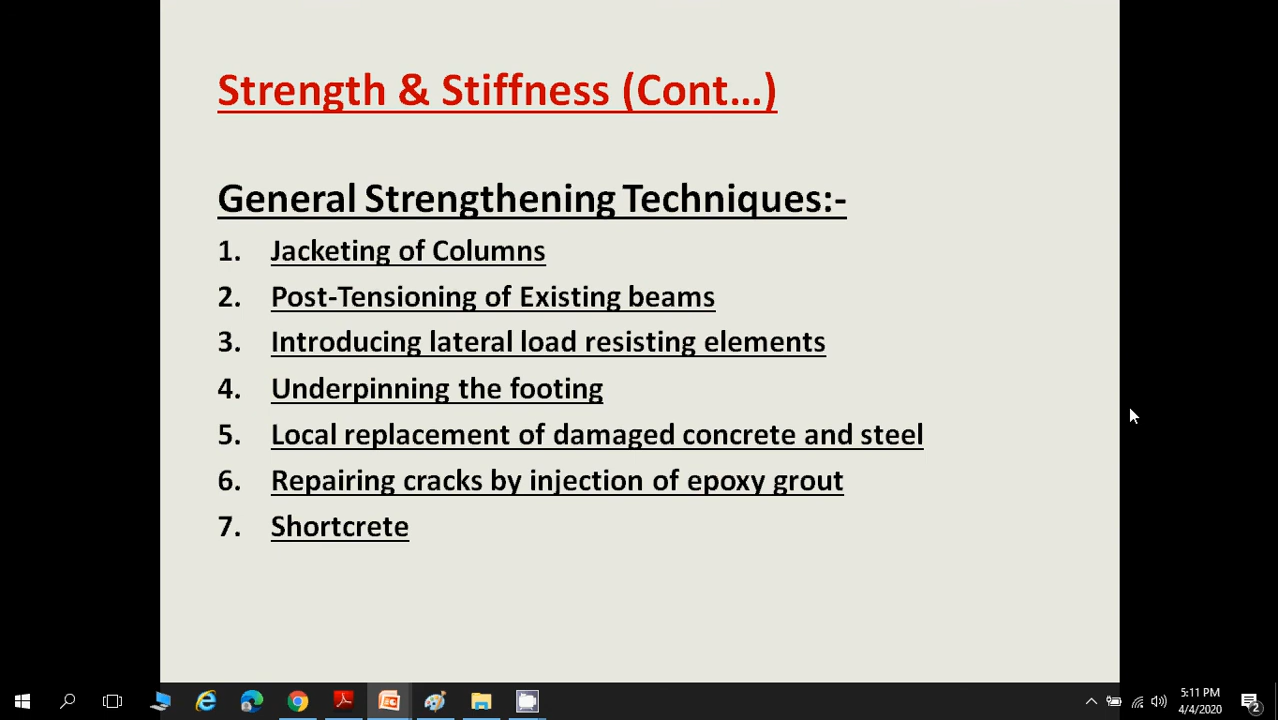 Strength & Stiffness (Cont...)
General Strengthening Techniques:-
1. Jacketing of Columns
2. Post-Tensioning of Existing beams
3. Introducing lateral load resisting elements
4. Underpinning the footing
5. Local replacement of damaged concrete and steel
6. Repairing cracks by injection of epoxy grout
7. Shortcrete
5:11 PM
4/4/2020
2